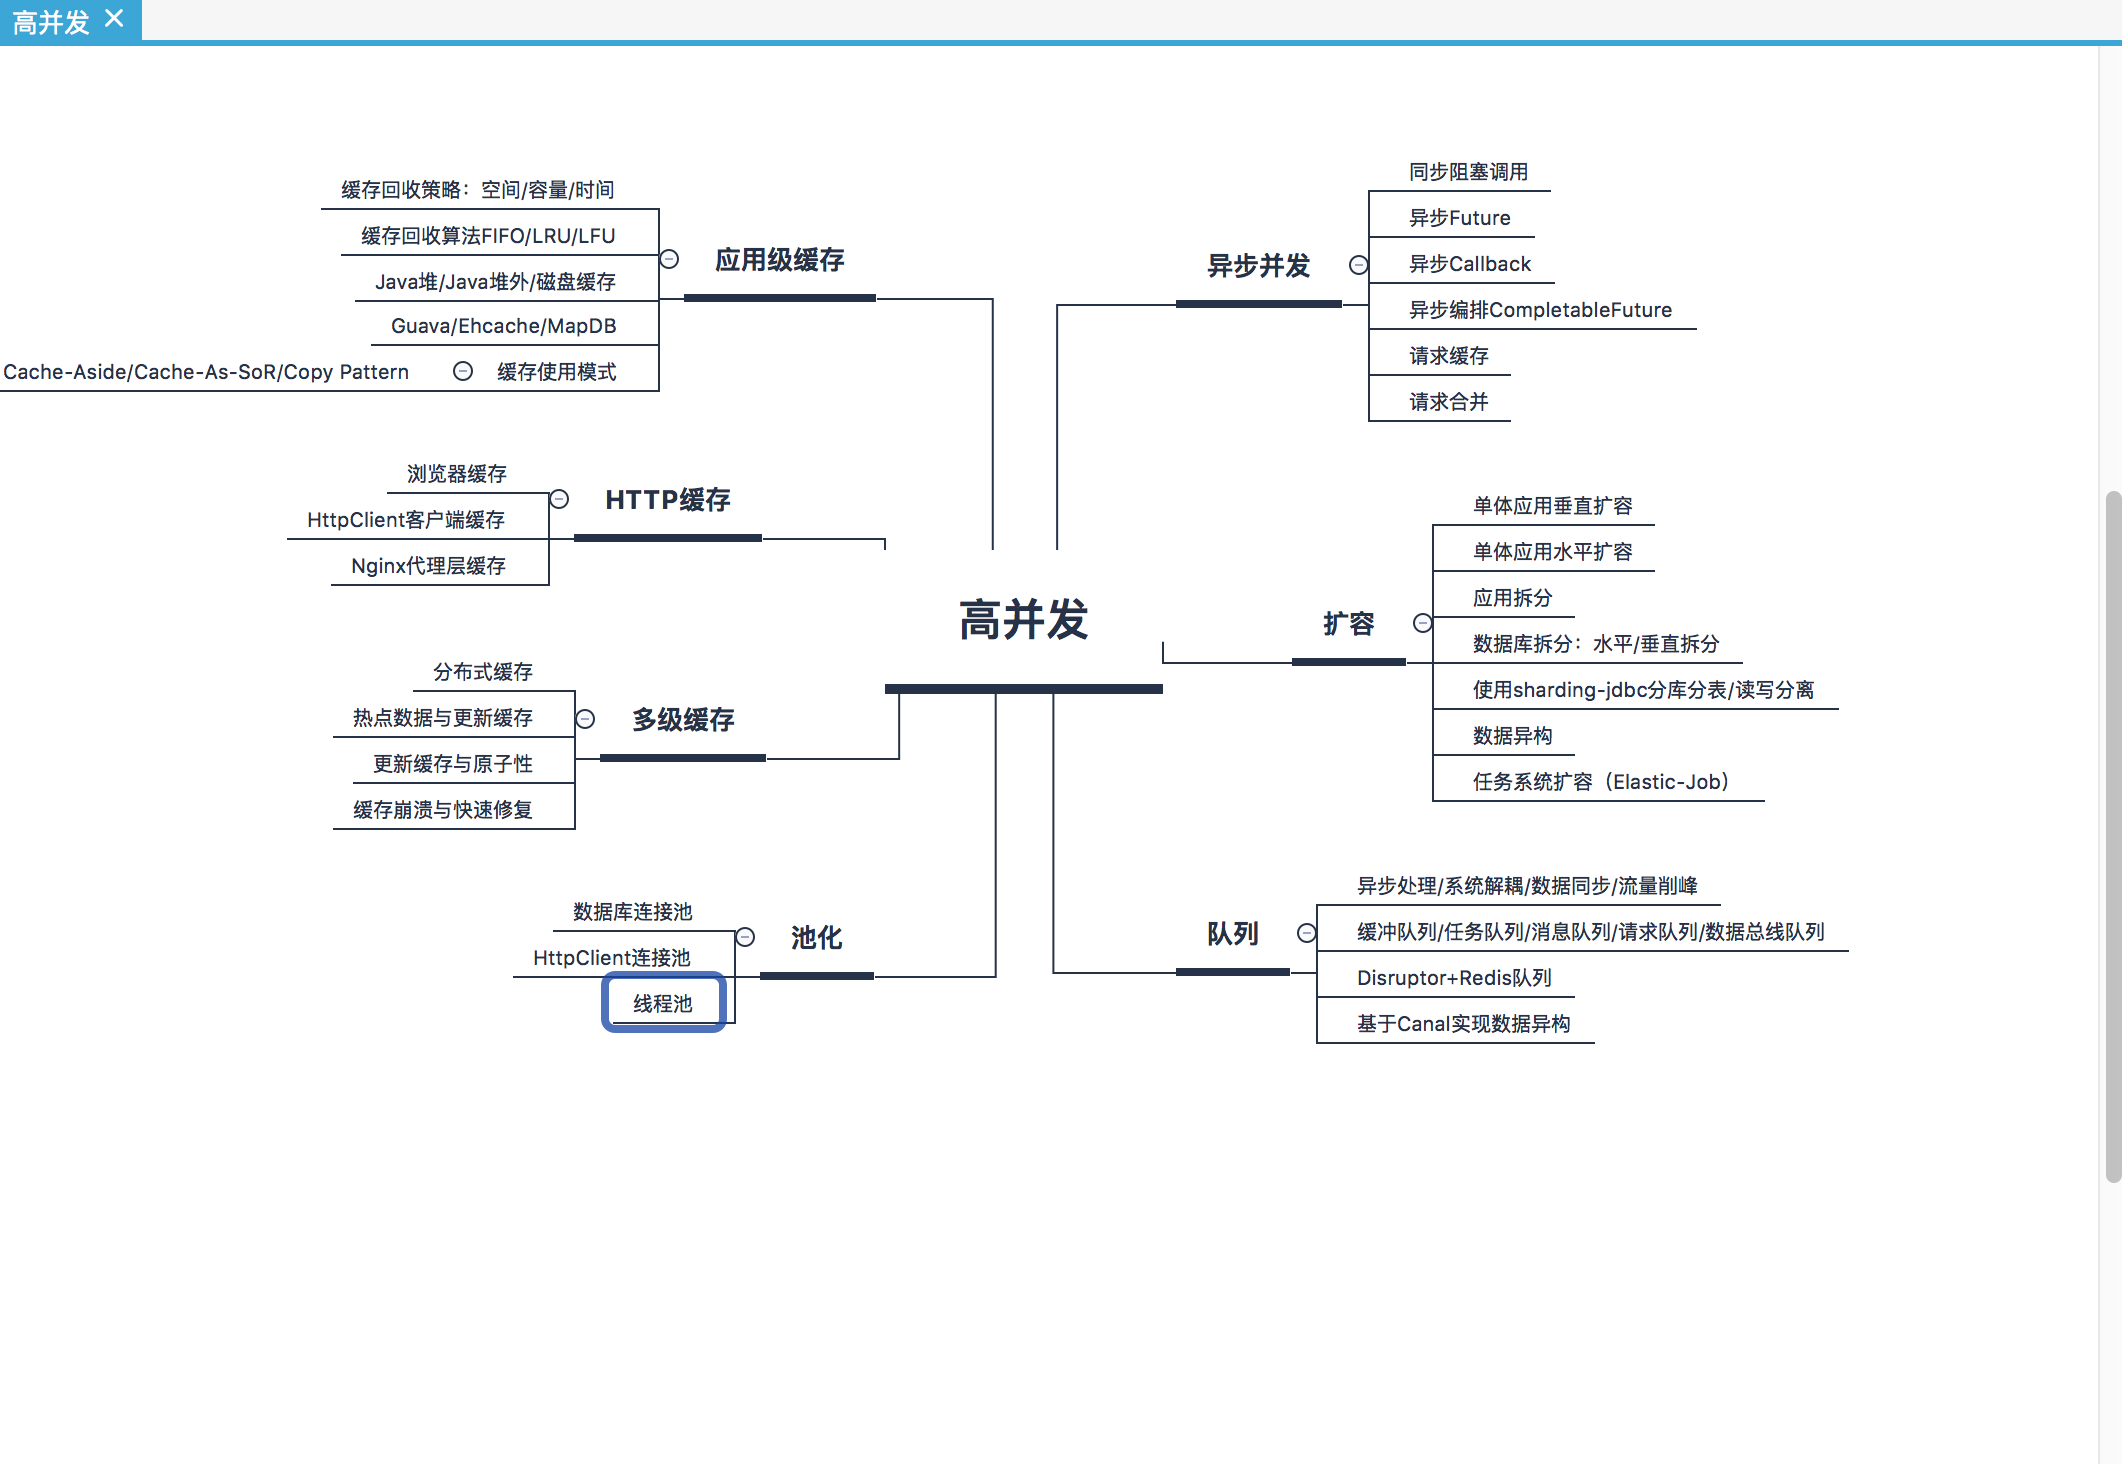 高并发
缓存回收策略：空间/容量/时间
缓存回收算法FIFO/LRU/LFU
Java堆/Java堆外/磁盘缓存
Guava/Ehcache/MapDB
Cache-Aside/Cache-As-SoR/Copy Pattern
缓存使用模式
应用级缓存
浏览器缓存
HttpClient客户端缓存
Nginx代理层缓存
HTTP缓存
分布式缓存
热点数据与更新缓存
更新缓存与原子性
缓存崩溃与快速修复
多级缓存
数据库连接池
HttpClient连接池
线程池
池化
高并发
异步并发
同步阻塞调用
异步Future
异步Callback
异步编排CompletableFuture
请求缓存
请求合并
扩容
单体应用垂直扩容
单体应用水平扩容
应用拆分
数据库拆分：水平/垂直拆分
使用sharding-jdbc分库分表/读写分离
数据异构
任务系统扩容（Elastic-Job）
队列
异步处理/系统解耦/数据同步/流量削峰
缓冲队列/任务队列/消息队列/请求队列/数据总线队列
Disruptor+Redis队列
基于Canal实现数据异构